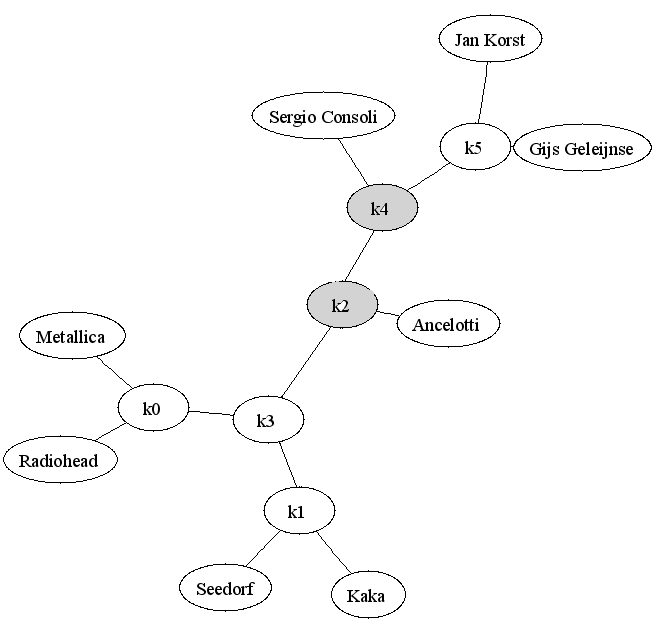 Jan Korst
Sergio Consoli
k5
Gijs Geleijnse
k4
k2
Ancelotti
Metallica
k0
k3
Radiohead
k1
Seedorf
Kaka